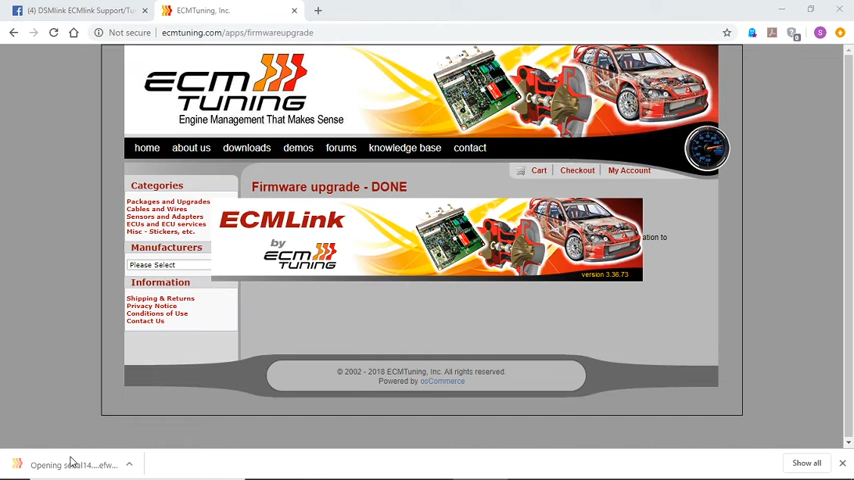 (4) DSMlink ECMlink Support/Tu
ECMTuning, Inc.
Not secure
ecmtuning.com/apps/firmwareupgrade
S
ECM
TUNING
Engine Management That Makes Sense
home about us downloads demos forums knowledge base contact
Cart Checkout My Account
Categories
Packages and Upgrades
Cables and Wires
Sensors and Adapters
ECUs and ECU services
Misc - Stickers, etc.
Manufacturers
Please Select
Information
Shipping & Returns
Privacy Notice
Conditions of Use
Contact Us
Firmware upgrade - DONE
ation to
ECMLink
by
ECM
TUNING
version 3.36.73
© 2002 - 2018 ECMTuning, Inc. All rights reserved.
Powered by osCommerce
Opening
14....efw...
Show all